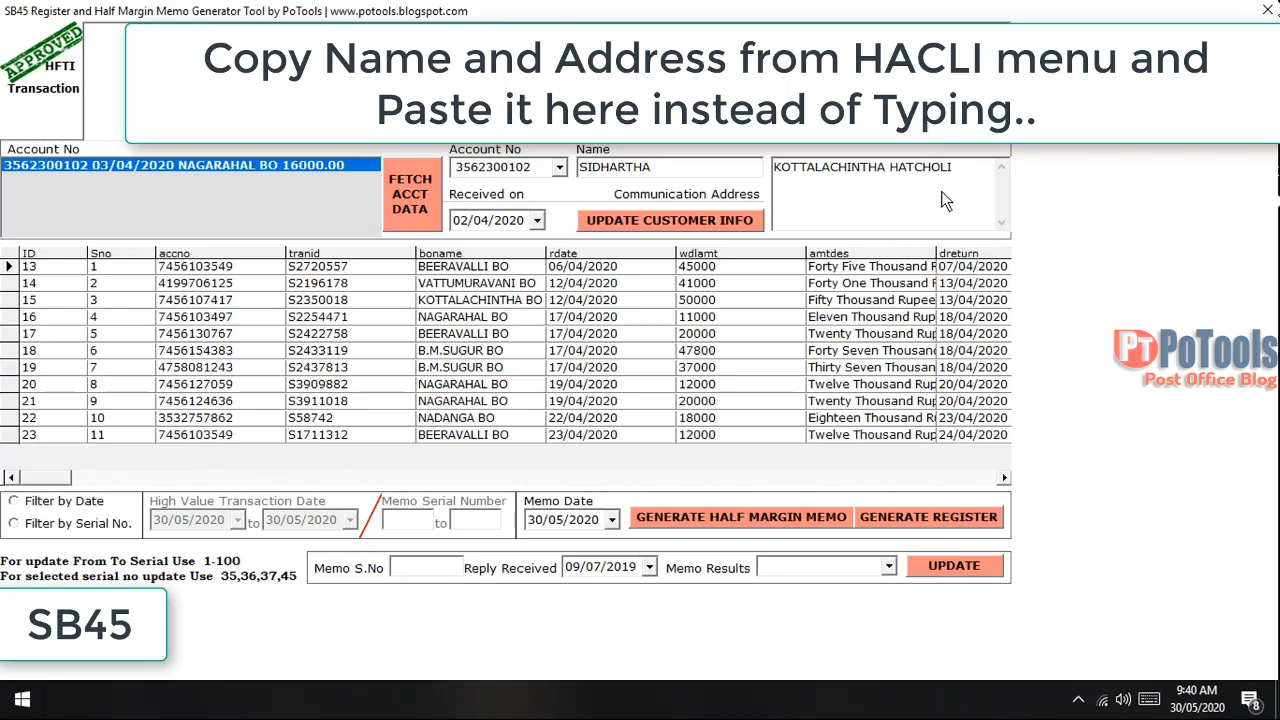 SB45 Register and Half Margin Memo Generator Tool by PoTools | www.potools.blogspot.com
APPROVED
HFTI
Transaction
Copy Name and Address from HACLI menu and
Paste it here instead of Typing..
Account No
3562300102 03/04/2020 NAGARAHAL BO 16000.00
FETCH
ACCT
DATA
Account No Name
3562300102 SIDHARTHA KOTTALACHINTHA HATCHOLI
Received on Communication Address
02/04/2020 UPDATE CUSTOMER INFO
ID Sno accno tranid boname rdate wdlamt amtdes dreturn
13 1 7456103549 S2720557 BEERAVALLI BO 06/04/2020 45000 Forty Five Thousand R 07/04/2020
14 2 4199706125 S2196178 VATTUMURAVANI BO 12/04/2020 41000 Forty One Thousand R 13/04/2020
15 3 7456107417 S2350018 KOTTALACHINTHA BO 12/04/2020 50000 Fifty Thousand Rupee 13/04/2020
16 4 7456103497 S2254471 NAGARAHAL BO 17/04/2020 11000 Eleven Thousand Rup 18/04/2020
17 5 7456130767 S2422758 BEERAVALLI BO 17/04/2020 20000 Twenty Thousand Rup 18/04/2020
18 6 7456154383 S2433119 B.M.SUGUR BO 17/04/2020 47800 Forty Seven Thousan 18/04/2020
19 7 4758081243 S2437813 B.M.SUGUR BO 17/04/2020 37000 Thirty Seven Thousan 18/04/2020
20 8 7456127059 S3909882 NAGARAHAL BO 19/04/2020 12000 Twelve Thousand Rup 20/04/2020
21 9 7456124636 S3911018 NAGARAHAL BO 19/04/2020 20000 Twenty Thousand Rup 20/04/2020
22 10 3532757862 S58742 NADANGA BO 22/04/2020 18000 Eighteen Thousand R 23/04/2020
23 11 7456103549 S1711312 BEERAVALLI BO 23/04/2020 12000 Twelve Thousand Rup 24/04/2020
PT PoTools
Post Office Blog
Filter by Date High Value Transaction Date Memo Serial Number Memo Date
Filter by Serial No. 30/05/2020 to 30/05/2020 to 30/05/2020 GENERATE HALF MARGIN MEMO GENERATE REGISTER
For update From To Serial Use 1-100
For selected serial no update Use 35,36,37,45
Memo S.No Reply Received 09/07/2019 Memo Results UPDATE
SB45
9:40 AM
30/05/2020
8